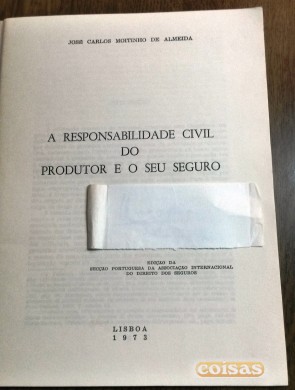 JOSÉ CARLOS MOITINHO DE ALMEIDA
A RESPONSABILIDADE CIVIL
DO
PRODUTOR E O SEU SEGURO
EDIÇÃO DA
SECÇÃO PORTUGUESA DA ASSOCIAÇÃO INTERNACIONAL
DO DIREITO DOS SEGUROS
LISBOA
1973
coisas